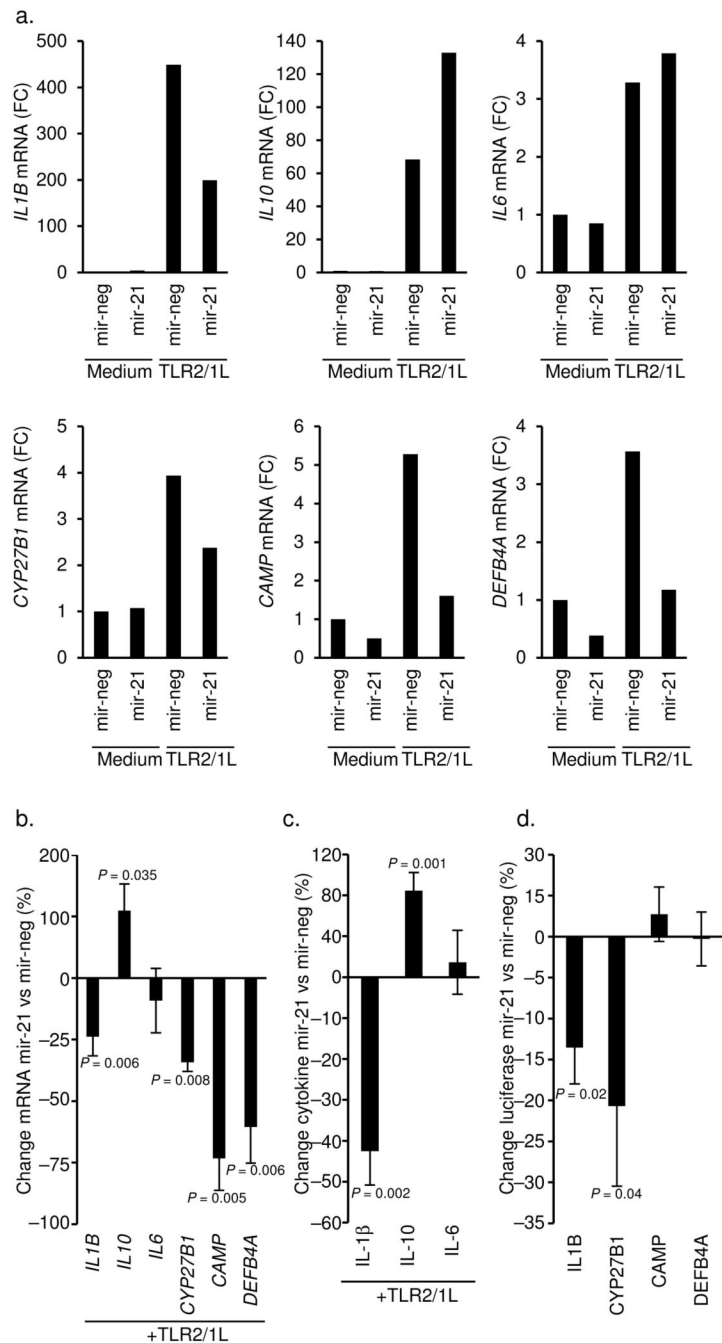 a.
IL1B mRNA (FC)
500
400
300
200
100
0
mir-neg
mir-21
mir-neg
mir-21
Medium TLR2/1L
IL10 mRNA (FC)
140
120
100
80
60
40
20
0
mir-neg
mir-21
mir-neg
mir-21
Medium TLR2/1L
IL6 mRNA (FC)
4
3
2
1
0
mir-neg
mir-21
mir-neg
mir-21
Medium TLR2/1L
CYP27B1 mRNA (FC)
5
4
3
2
1
0
mir-neg
mir-21
mir-neg
mir-21
Medium TLR2/1L
CAMP mRNA (FC)
6
5
4
3
2
1
0
mir-neg
mir-21
mir-neg
mir-21
Medium TLR2/1L
DEFB4A mRNA (FC)
4
3
2
1
0
mir-neg
mir-21
mir-neg
mir-21
Medium TLR2/1L
b.
Change mRNA mir-21 vs mir-neg (%)
200
100
0
−25
−50
−75
−100
P = 0.035
P = 0.006
P = 0.008
P = 0.005
P = 0.006
IL1B
IL10
IL6
CYP27B1
CAMP
DEFB4A
+TLR2/1L
c.
Change cytokine mir-21 vs mir-neg (%)
120
80
40
0
−10
−20
−30
−40
−50
−60
P = 0.001
P = 0.002
IL-1β
IL-10
IL-6
+TLR2/1L
d.
Change luciferase mir-21 vs mir-neg (%)
30
15
0
−5
−10
−15
−20
−25
−30
−35
P = 0.02
P = 0.04
IL1B
CYP27B1
CAMP
DEFB4A